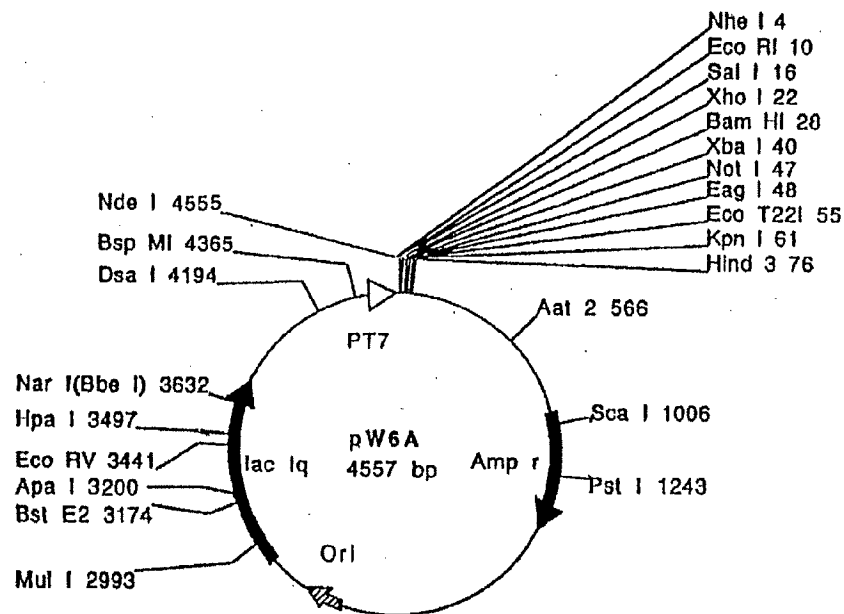 Nhe I 4
Eco RI 10
Sal I 16
Xho I 22
Bam HI 28
Xba I 40
Not I 47
Eag I 48
Eco T22I 55
Kpn I 61
Hind 3 76
Nde I 4555
Bsp MI 4365
Dsa I 4194
Aat 2 566
PT7
Nar I(Bbe I) 3632
Hpa I 3497
Eco RV 3441
Apa I 3200
Bst E2 3174
Mul I 2993
lac Iq
pW6A
4557 bp
Amp r
Sca I 1006
Pst I 1243
Ori